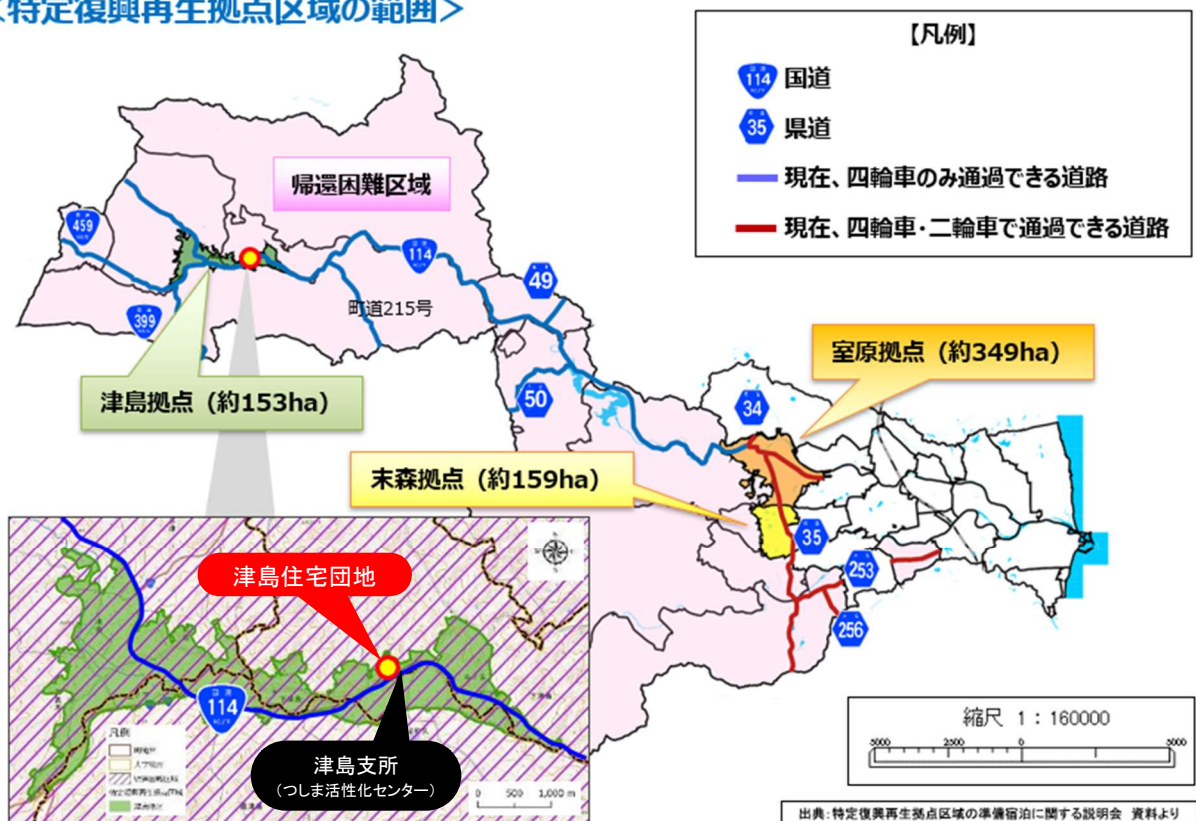 <特定復興再生拠点区域の範囲>
【凡例】
114 国道
35 県道
現在、四輪車のみ通過できる道路
現在、四輪車・二輪車で通過できる道路
帰還困難区域
459
114
49
399
町道215号
室原拠点（約349ha）
津島拠点（約153ha）
50
34
末森拠点（約159ha）
35
253
256
津島住宅団地
114
津島支所
（つしま活性化センター）
凡例
0 500 1,000 m
縮尺 1：160000
5000 2500 0 5000
出典：特定復興再生拠点区域の準備宿泊に関する説明会 資料より